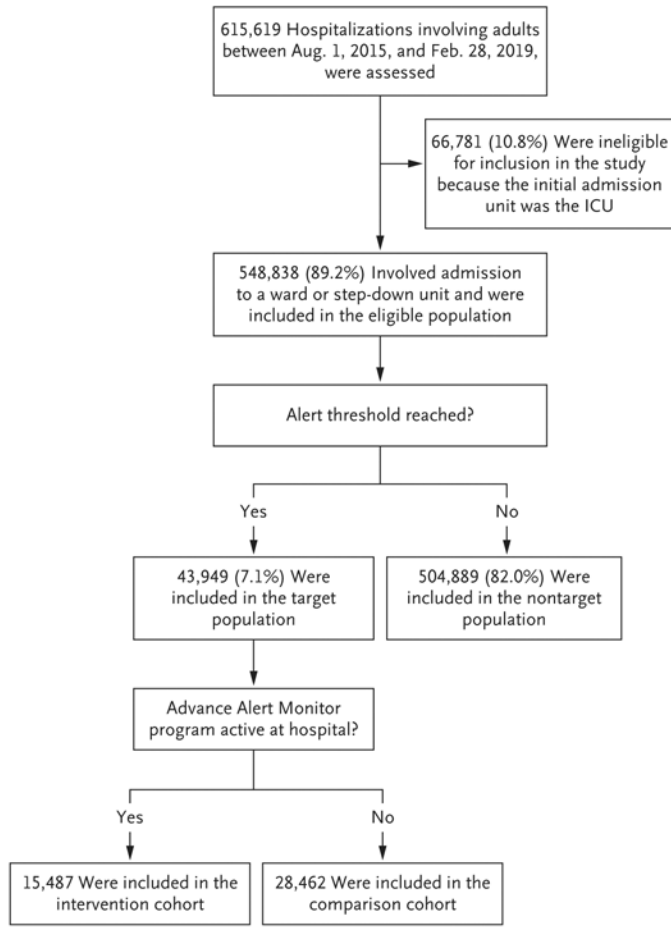 615,619 Hospitalizations involving adults
between Aug. 1, 2015, and Feb. 28, 2019,
were assessed
66,781 (10.8%) Were ineligible
for inclusion in the study
because the initial admission
unit was the ICU
548,838 (89.2%) Involved admission
to a ward or step-down unit and were
included in the eligible population
Alert threshold reached?
Yes
No
43,949 (7.1%) Were
included in the target
population
504,889 (82.0%) Were
included in the nontarget
population
Advance Alert Monitor
program active at hospital?
Yes
No
15,487 Were included in the
intervention cohort
28,462 Were included in the
comparison cohort